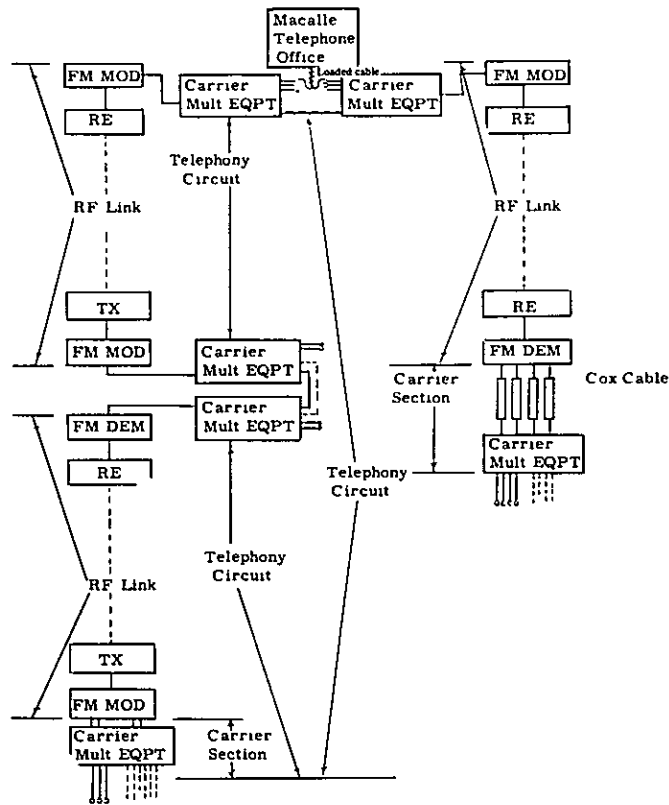 Macalle
Telephone
Office
Loaded cable
FM MOD
Carrier
Mult EQPT
Carrier
Mult EQPT
FM MOD
RE
RE
Telephony
Circuit
RF Link
RF Link
TX
RE
FM MOD
Carrier
Mult EQPT
FM DEM
Carrier
Section
Cox Cable
FM DEM
Carrier
Mult EQPT
Carrier
Mult EQPT
RE
Telephony
Circuit
Telephony
Circuit
RF Link
TX
FM MOD
Carrier
Mult EQPT
Carrier
Section